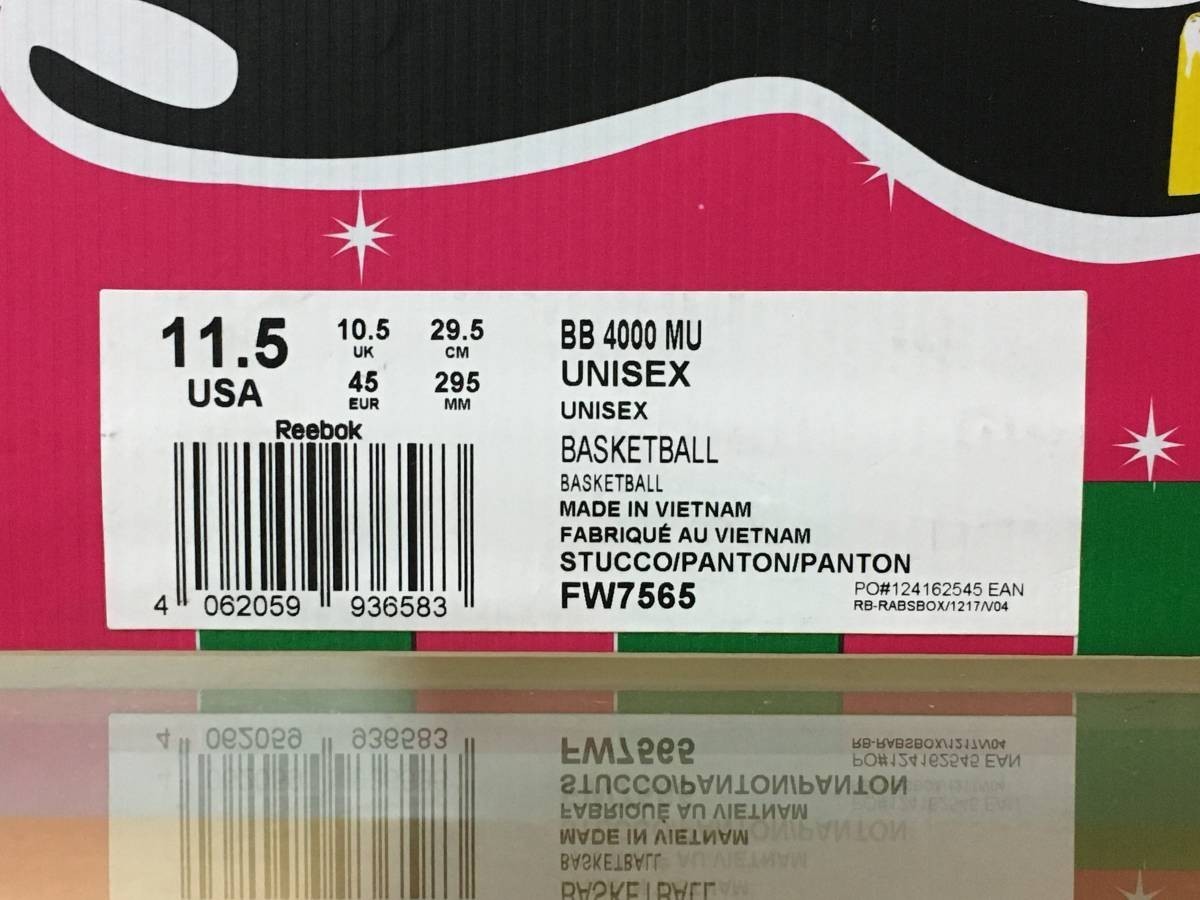 11.5
USA
10.5
UK
29.5
CM
45
EUR
295
MM
Reebok
4 062059 936583
BB 4000 MU
UNISEX
UNISEX
BASKETBALL
BASKETBALL
MADE IN VIETNAM
FABRIQUÉ AU VIETNAM
STUCCO/PANTON/PANTON
FW7565
PO#124162545 EAN
RB-RABSBOX/1217/V04